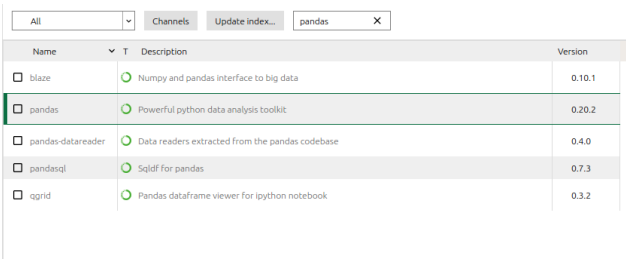 All Channels Update index... pandas
Name T Description Version
blaze Numpy and pandas interface to big data 0.10.1
pandas Powerful python data analysis toolkit 0.20.2
pandas-datareader Data readers extracted from the pandas codebase 0.4.0
pandasql Sqldf for pandas 0.7.3
qgrid Pandas dataframe viewer for ipython notebook 0.3.2